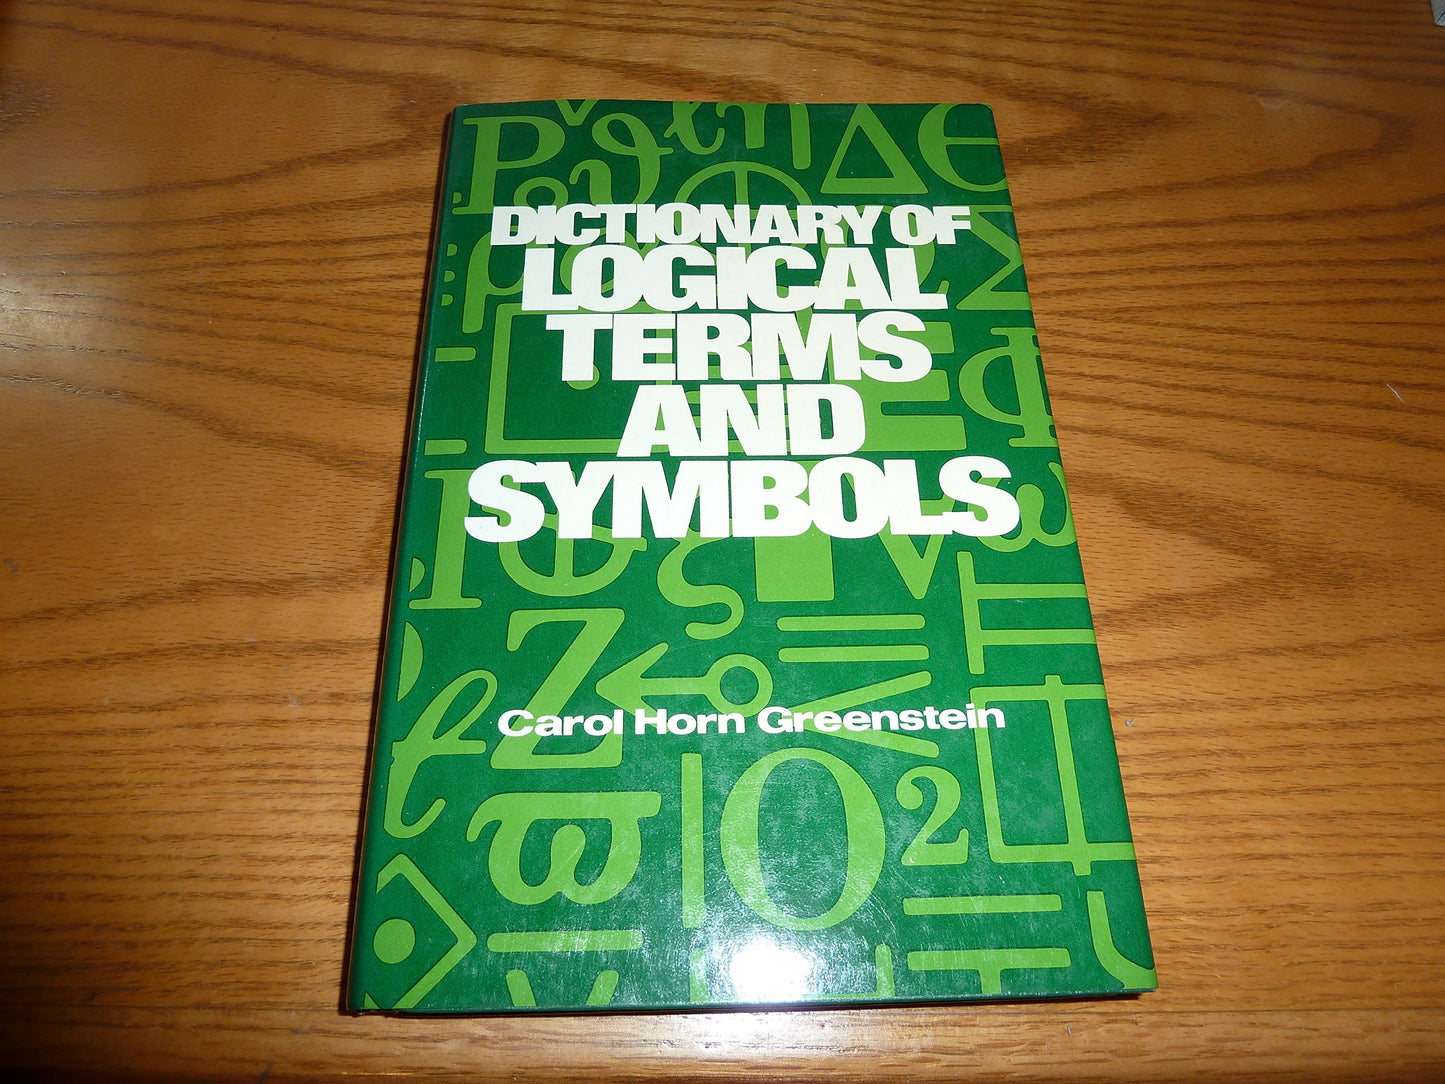 DICTIONARY OF
LOGICAL
TERMS
AND
SYMBOLS
Carol Horn Greenstein